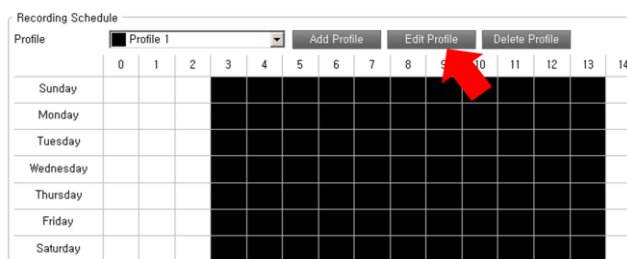 Recording Schedule
Profile Profile 1 Add Profile Edit Profile Delete Profile
0 1 2 3 4 5 6 7 8 9 10 11 12 13 14
Sunday
Monday
Tuesday
Wednesday
Thursday
Friday
Saturday